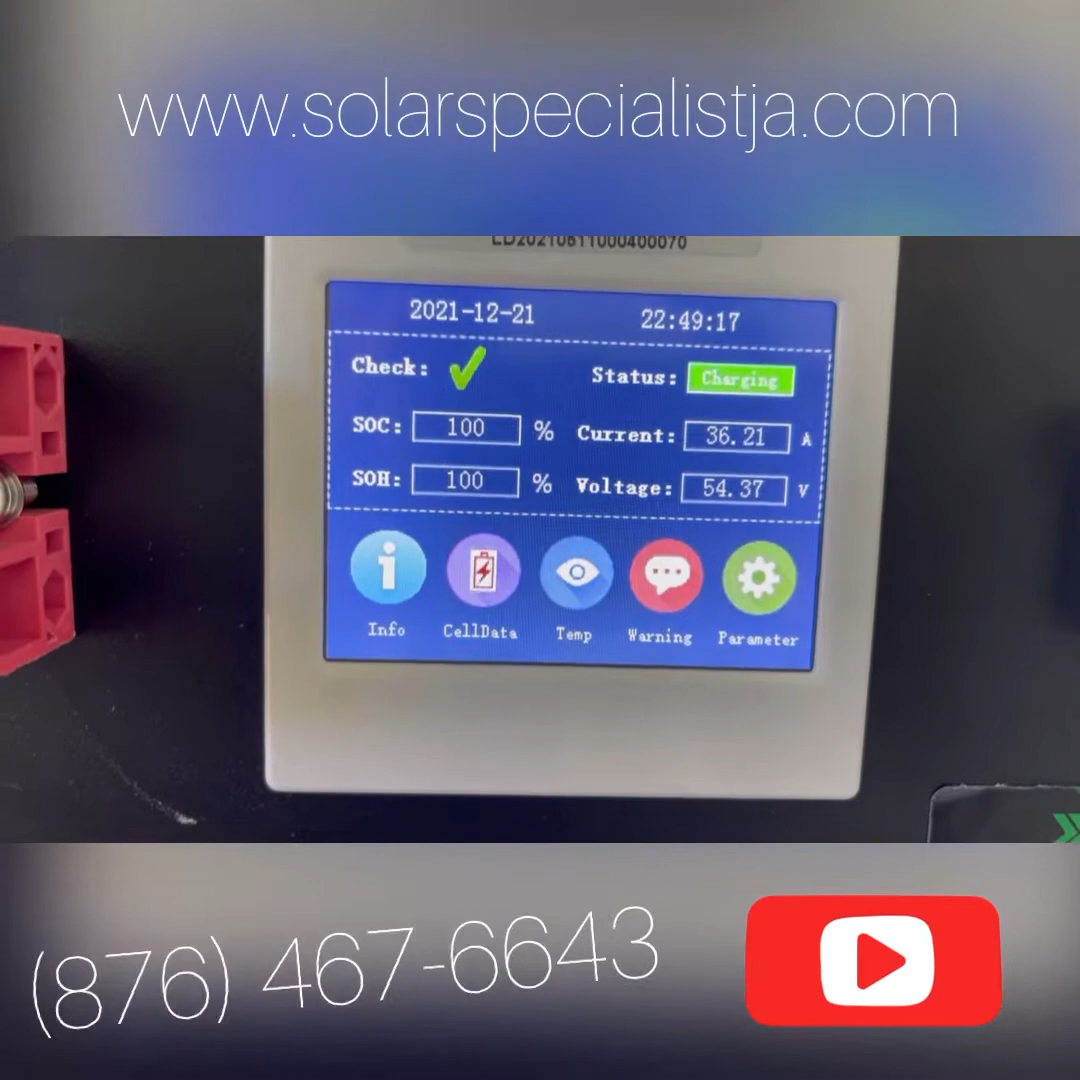 www.solarspecialistja.com
LD20210811000400070
2021-12-21 22:49:17
Check: Status: Charging
SOC: 100 % Current: 36.21 A
SOH: 100 % Voltage: 54.37 V
Info CellData Temp Warning Parameter
(876) 467-6643